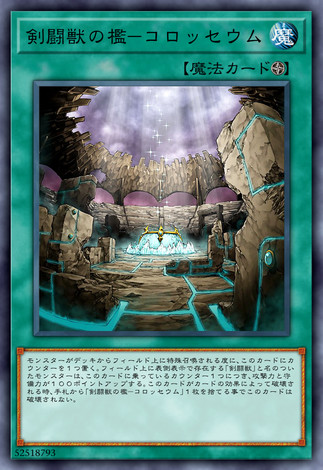 剣闘獣の檻-コロッセウム
魔
【魔法カード】
モンスターがデッキからフィールド上に特殊召喚される度に、このカードにカ
ウンターを１つ置く。フィールド上に表側表示で存在する「剣闘獣」と名のつい
たモンスターは、このカードに乗っているカウンター１つにつき、攻撃力と守
備力が１００ポイントアップする。このカードがカードの効果によって破壊さ
れる時、手札から「剣闘獣の檻-コロッセウム」１枚を捨てる事でこのカードは
破壊されない。
52518793